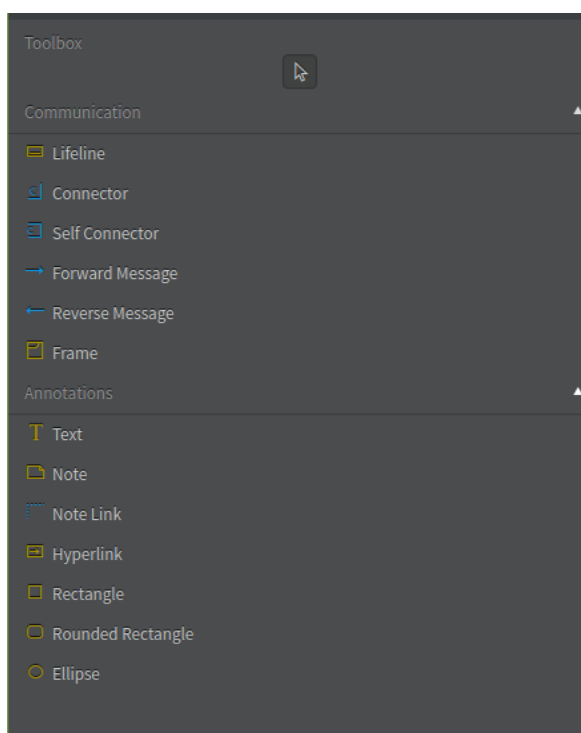 Toolbox
Communication
Lifeline
Connector
Self Connector
Forward Message
Reverse Message
Frame
Annotations
Text
Note
Note Link
Hyperlink
Rectangle
Rounded Rectangle
Ellipse